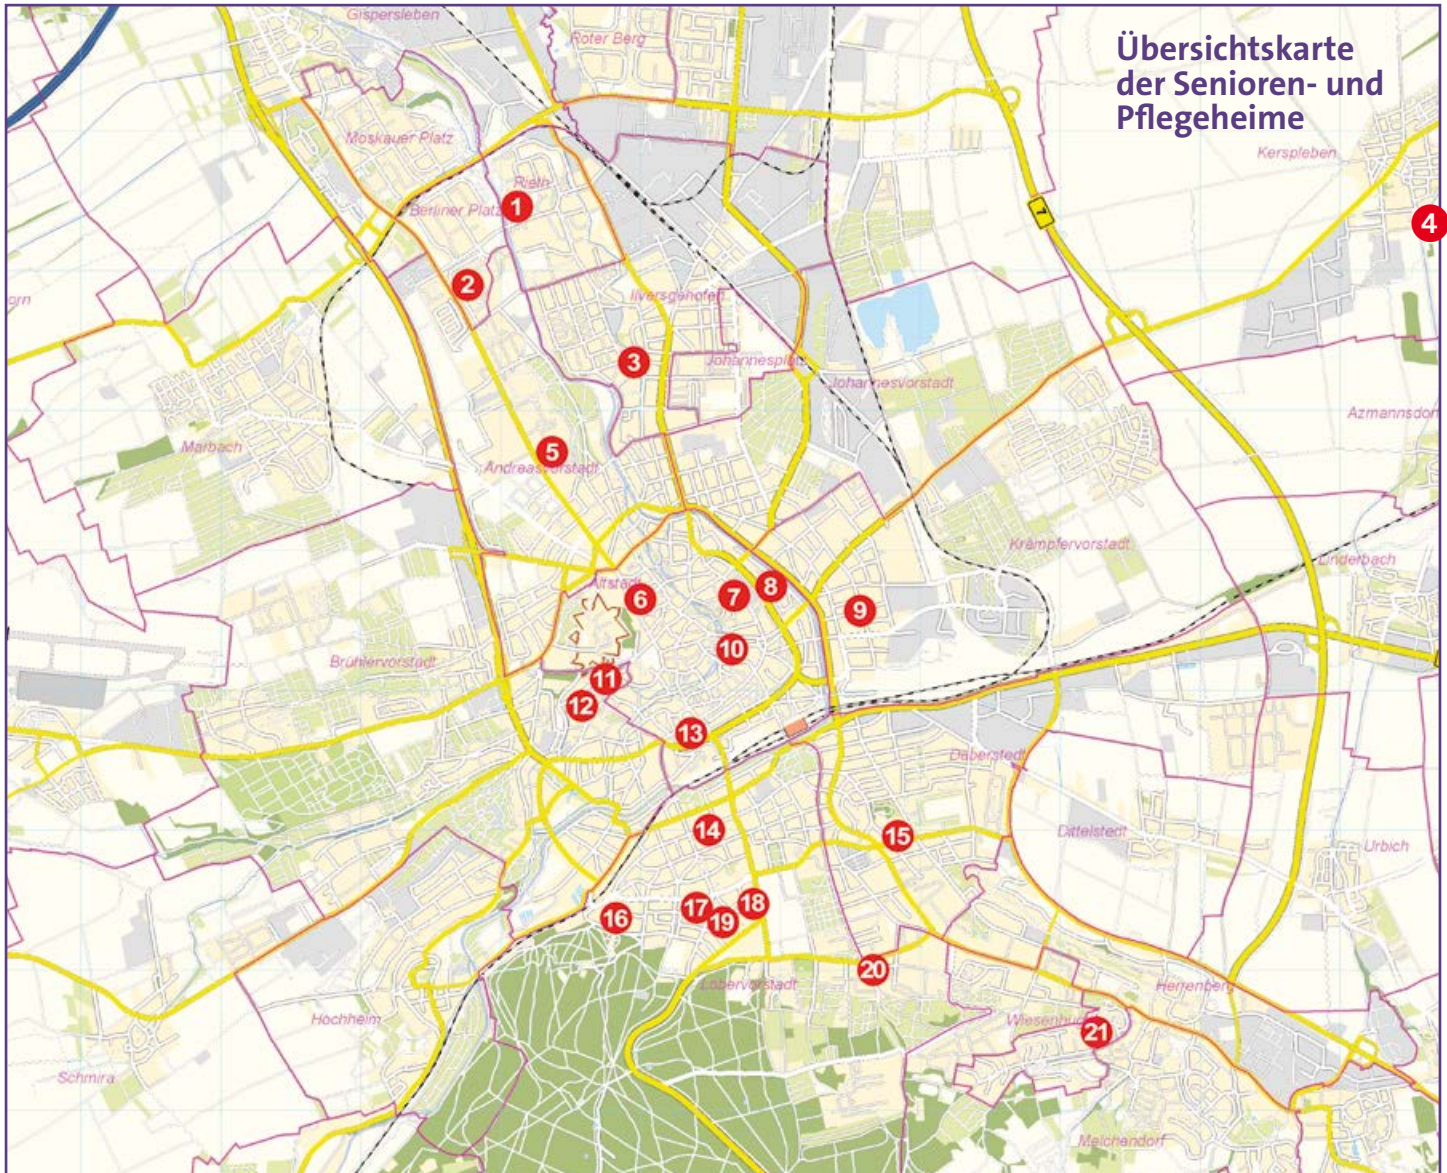 Übersichtskarte
der Senioren- und
Pflegeheime
Gispersleben
Roter Berg
Moskauer Platz
Kerspleben
Rieth
1
Berliner Platz
4
2
Ilversgehofen
orn
3
Johannesplatz
Johannesvorstadt
Azmannsdorf
Marbach
5
Andreasvorstadt
Krämpfervorstadt
Linderbach
Altstadt
6
7
8
9
10
Brühlervorstadt
11
12
13
Daberstedt
14
15
Dittelstedt
Urbich
16
17
18
19
20
Löbervorstadt
Herrenberg
Hochheim
Wiesenhügel
21
Schmira
Melchendorf
7